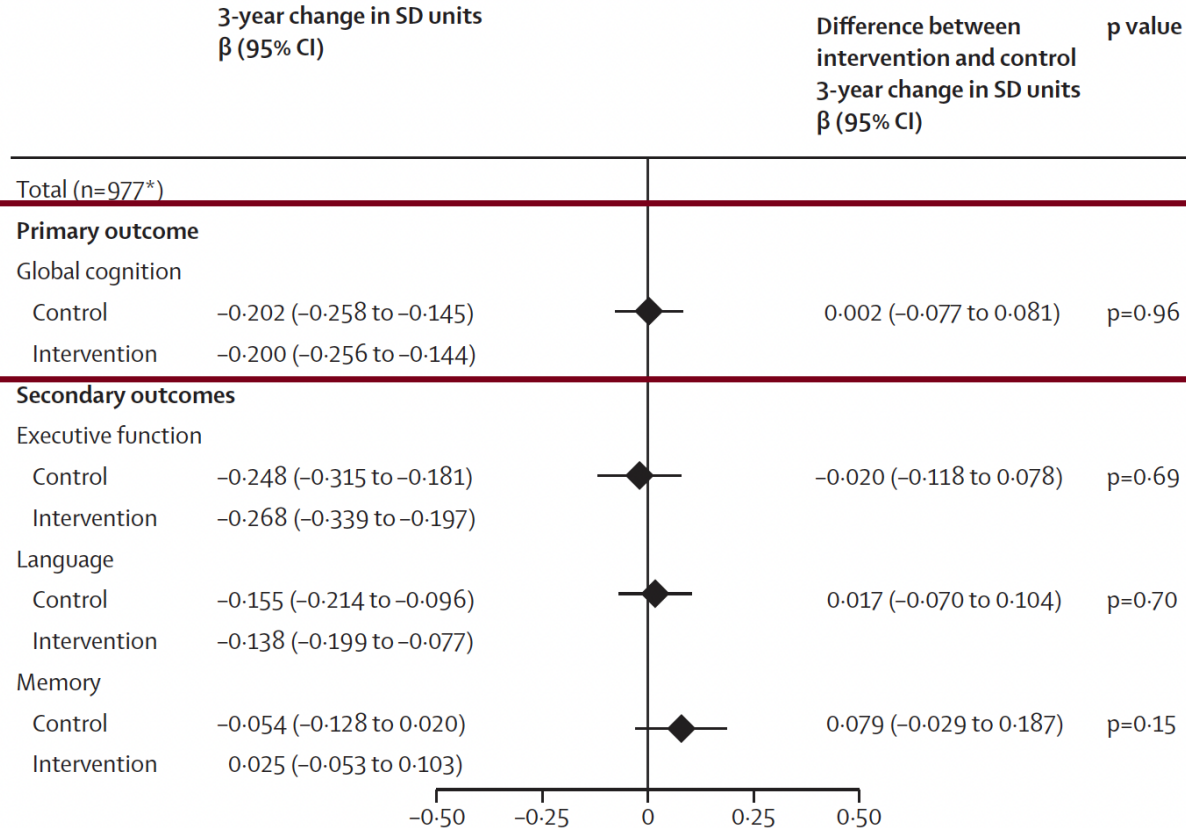 3-year change in SD units
β (95% CI)
Difference between
intervention and control
3-year change in SD units
β (95% CI)
p value
Total (n=977*)
Primary outcome
Global cognition
Control –0·202 (–0·258 to –0·145) 0·002 (–0·077 to 0·081) p=0·96
Intervention –0·200 (–0·256 to –0·144)
Secondary outcomes
Executive function
Control –0·248 (–0·315 to –0·181) –0·020 (–0·118 to 0·078) p=0·69
Intervention –0·268 (–0·339 to –0·197)
Language
Control –0·155 (–0·214 to –0·096) 0·017 (–0·070 to 0·104) p=0·70
Intervention –0·138 (–0·199 to –0·077)
Memory
Control –0·054 (–0·128 to 0·020) 0·079 (–0·029 to 0·187) p=0·15
Intervention 0·025 (–0·053 to 0·103)
–0·50 –0·25 0 0·25 0·50